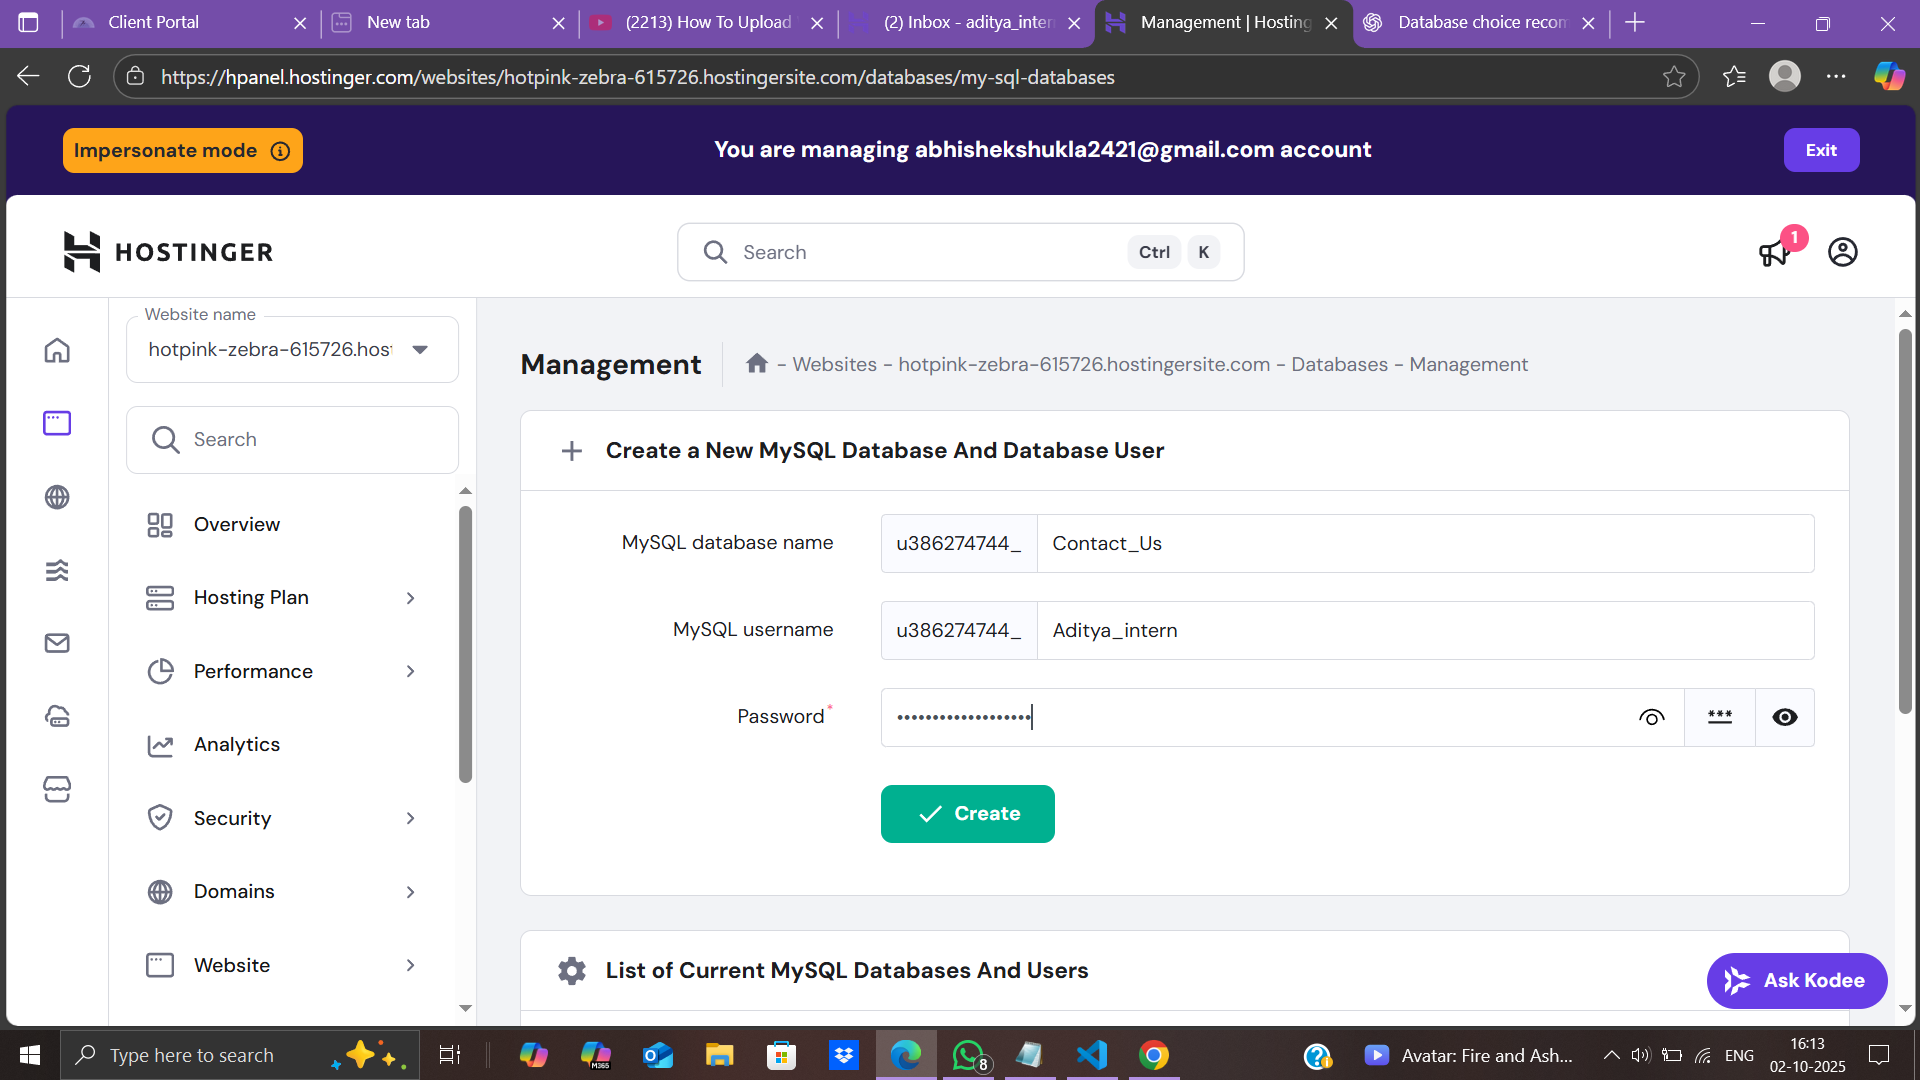 Client Portal
New tab
(2213) How To Upload
(2) Inbox - aditya_inter
Management | Hosting
Database choice recon
https://hpanel.hostinger.com/websites/hotpink-zebra-615726.hostingersite.com/databases/my-sql-databases
Impersonate mode
You are managing abhishekshukla2421@gmail.com account
Exit
HOSTINGER
Search
Ctrl K
1
Website name
hotpink-zebra-615726.host
Search
Overview
Hosting Plan
Performance
Analytics
Security
Domains
Website
Management
- Websites - hotpink-zebra-615726.hostingersite.com - Databases - Management
Create a New MySQL Database And Database User
MySQL database name
u386274744_ Contact_Us
MySQL username
u386274744_ Aditya_intern
Password*
***
Create
List of Current MySQL Databases And Users
Ask Kodee
Type here to search
M365
8
Avatar: Fire and Ash...
ENG
16:13
02-10-2025